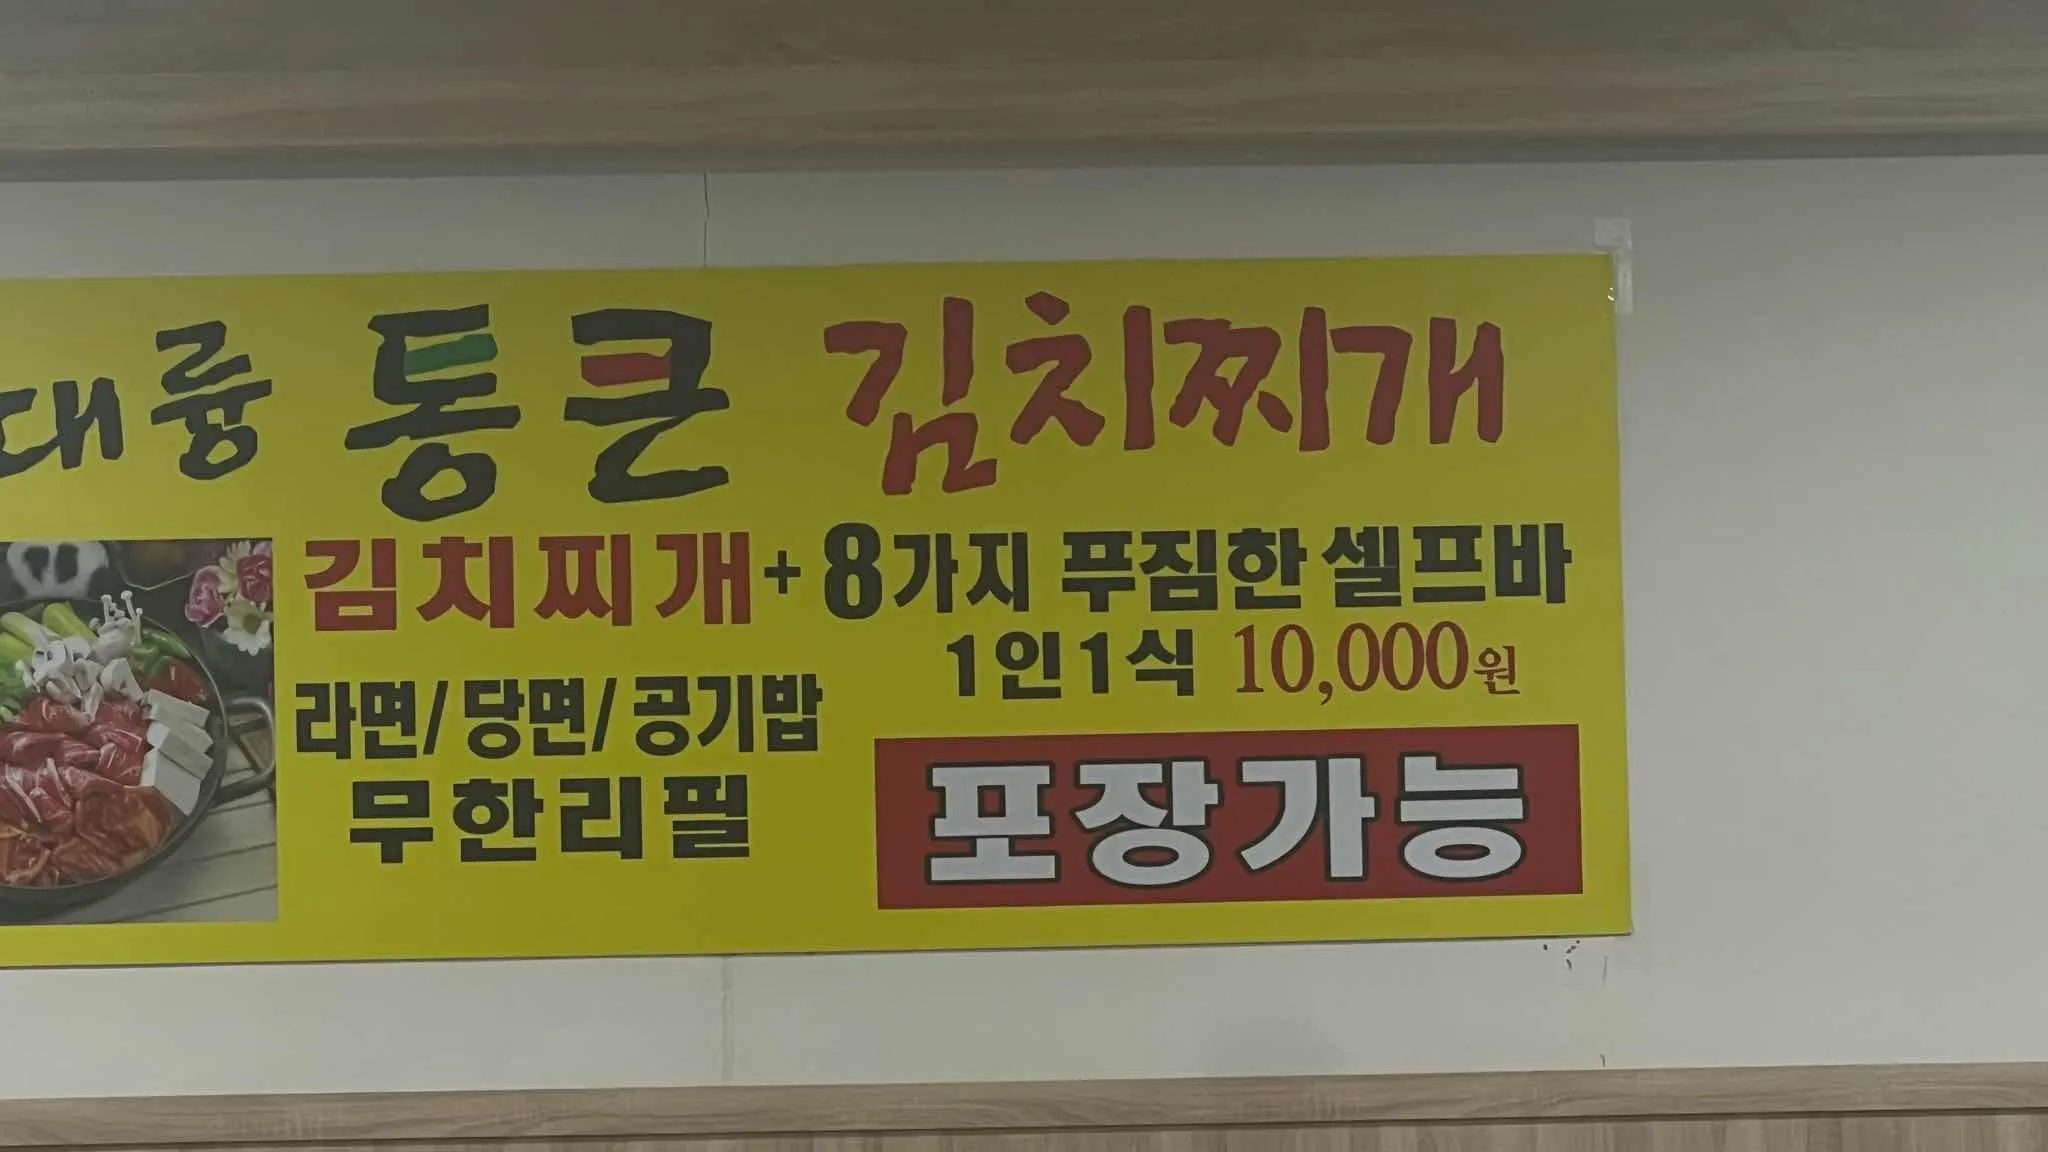 대륭 통큰 김치찌개
김치찌개+8가지 푸짐한 셀프바
1인1식 10,000원
라면/당면/공기밥
무한리필
포장가능